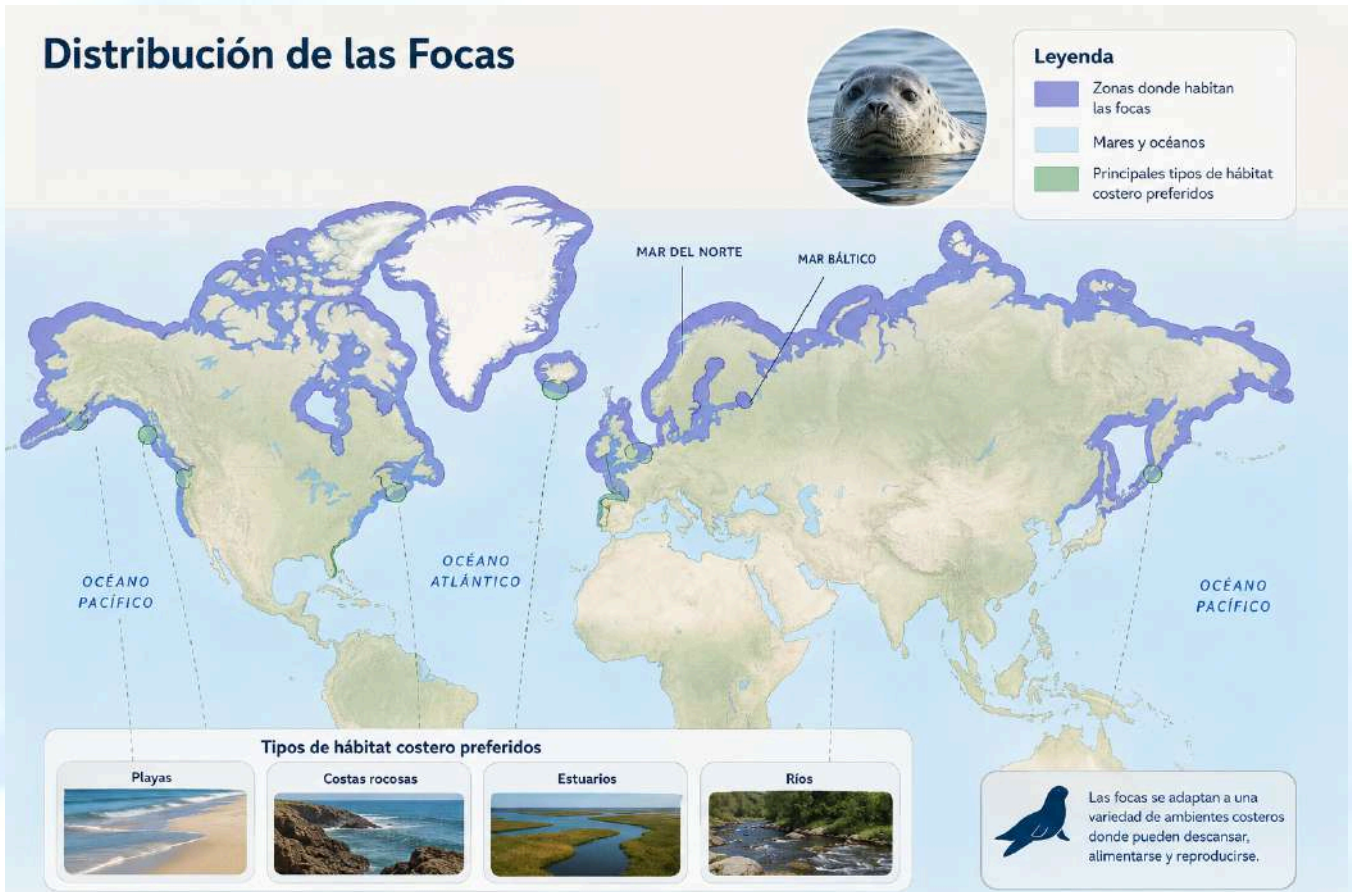 Distribución de las Focas
Leyenda
Zonas donde habitan
las focas
Mares y océanos
Principales tipos de hábitat
costero preferidos
MAR DEL NORTE
MAR BÁLTICO
OCÉANO
PACÍFICO
OCÉANO
ATLÁNTICO
OCÉANO
PACÍFICO
Tipos de hábitat costero preferidos
Playas
Costas rocosas
Estuarios
Ríos
Las focas se adaptan a una
variedad de ambientes costeros
donde pueden descansar,
alimentarse y reproducirse.